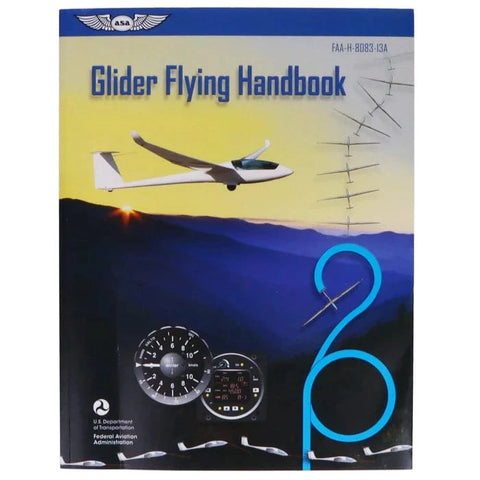 ASA
FAA-H-8083-13A
Glider Flying Handbook
U.S. Department
of Transportation
Federal Aviation
Administration